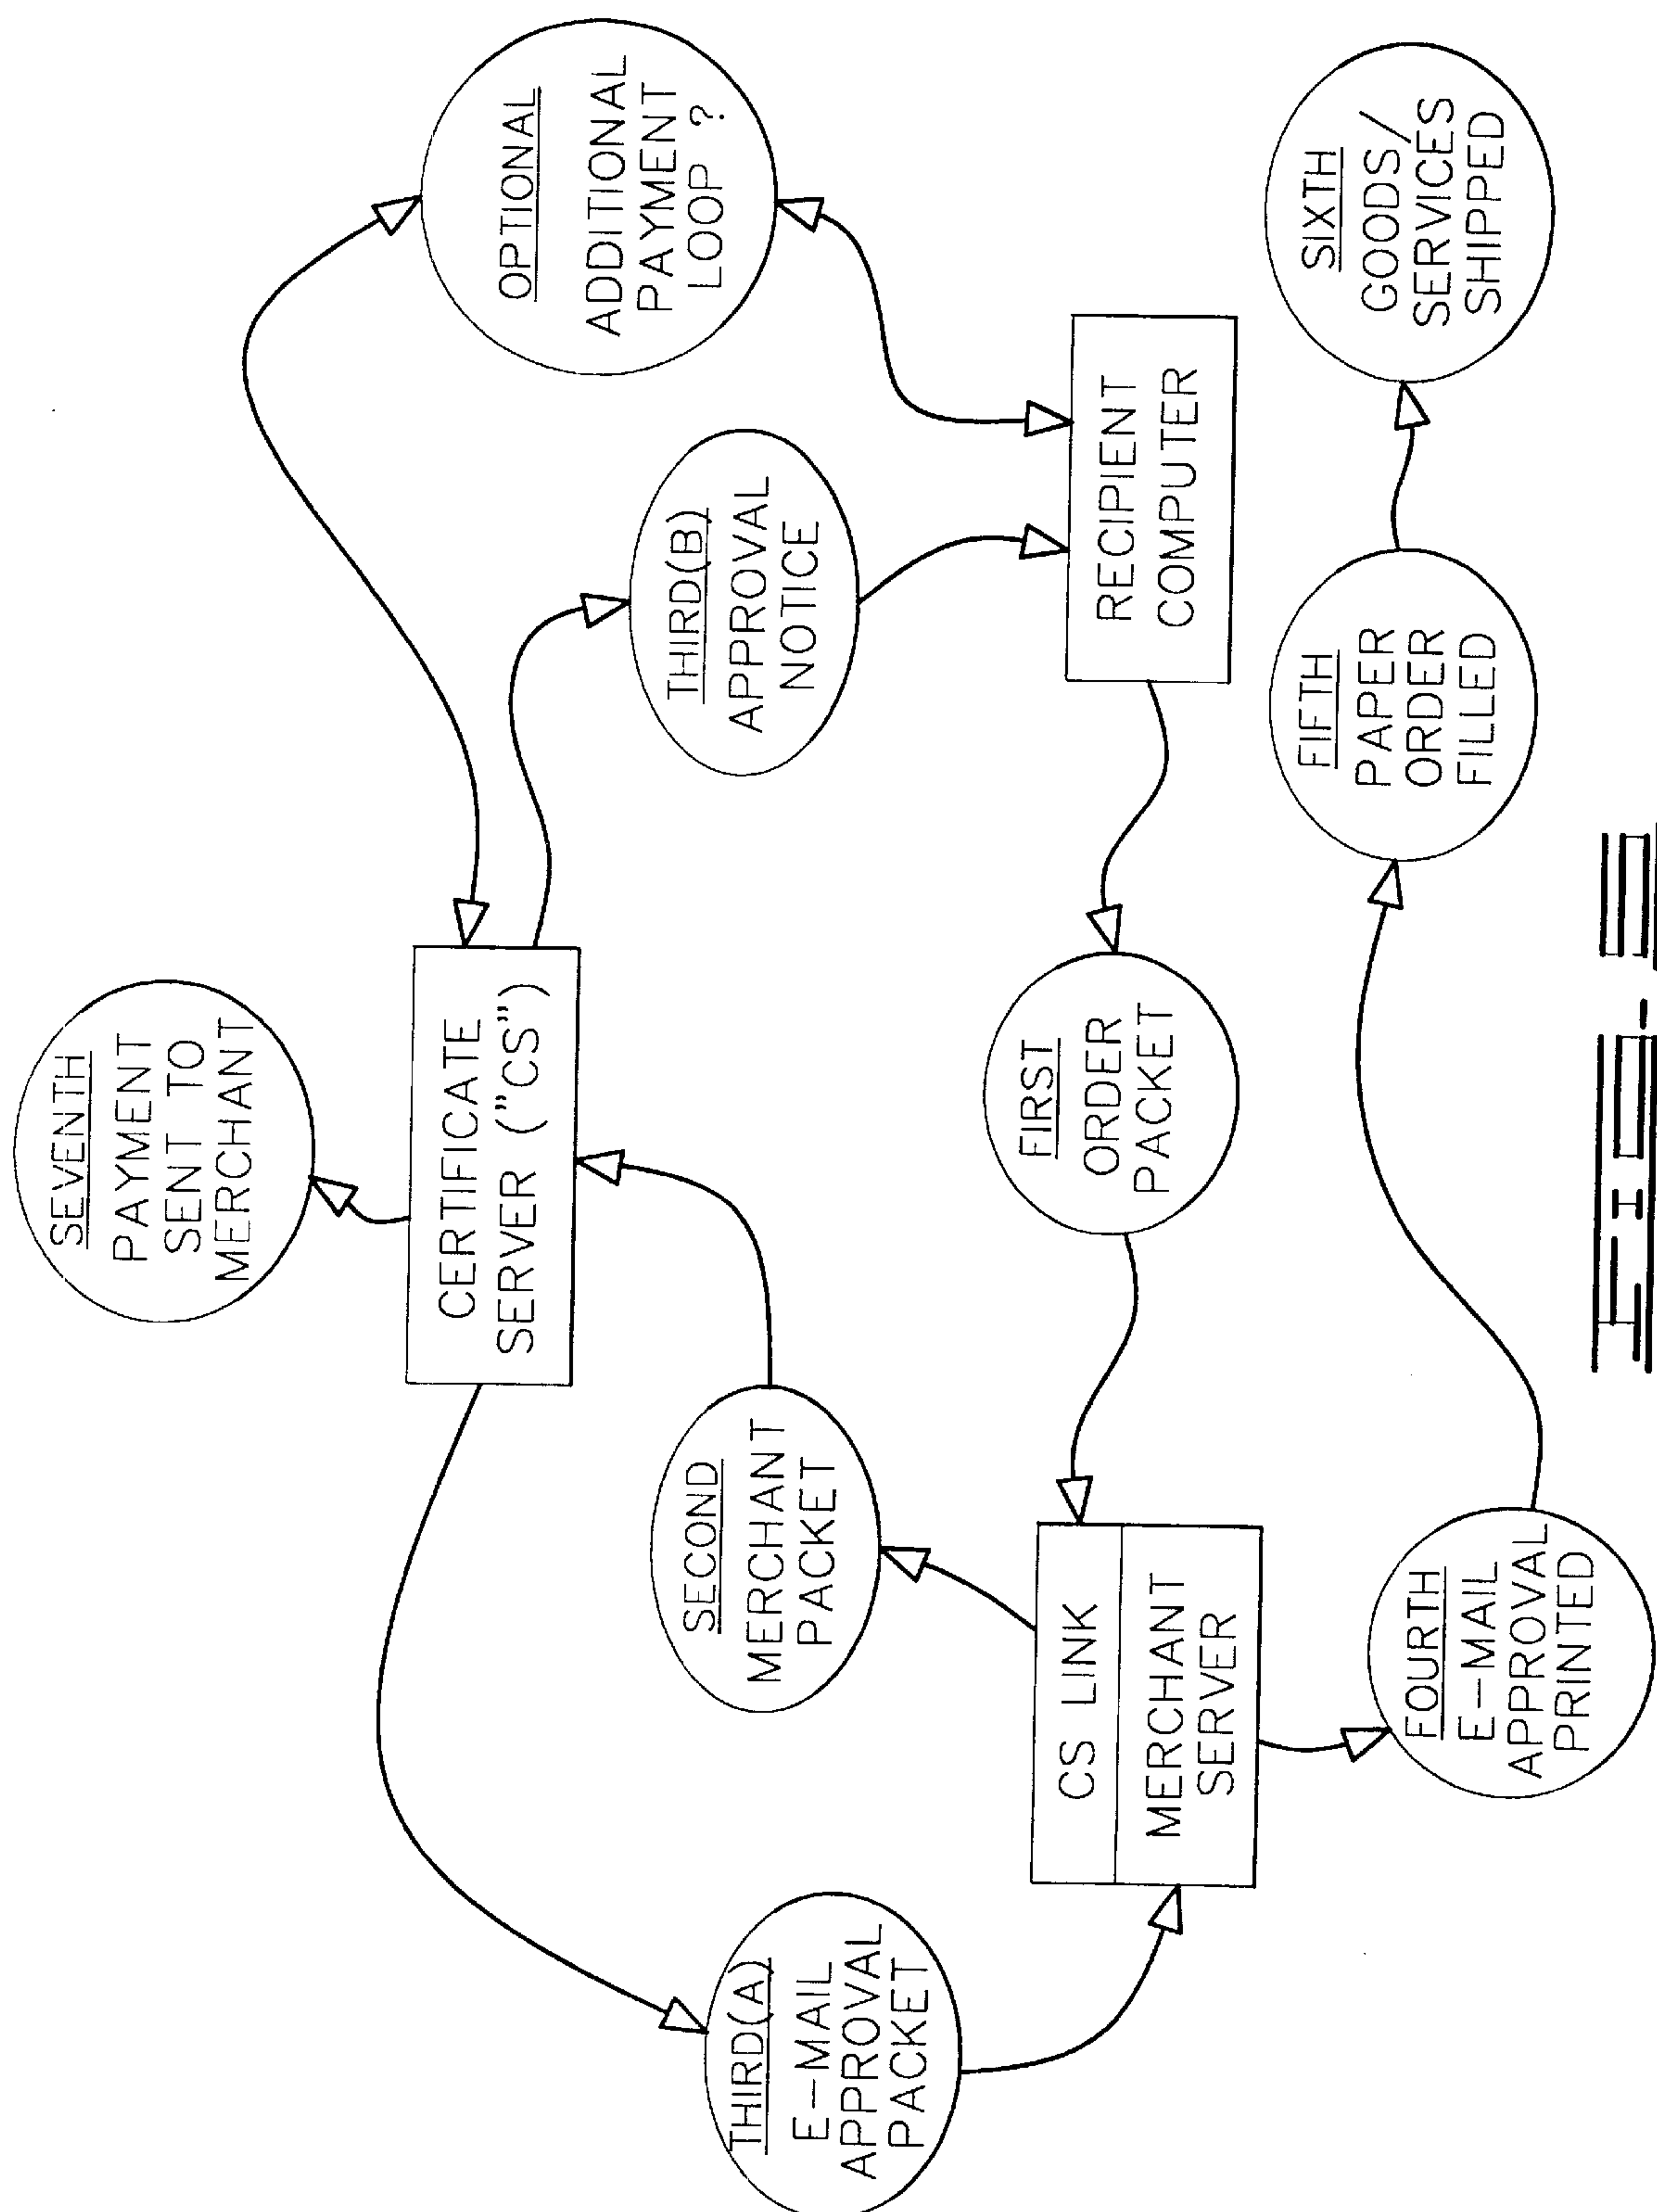 SEVENTH
PAYMENT
SENT TO
MERCHANT
OPTIONAL
ADDITIONAL
PAYMENT
LOOP ?
CERTIFICATE
SERVER ("CS")
THIRD(B)
APPROVAL
NOTICE
SECOND
MERCHANT
PACKET
THIRD(A)
E-MAIL
APPROVAL
PACKET
CS LINK
MERCHANT
SERVER
FIRST
ORDER
PACKET
RECIPIENT
COMPUTER
FOURTH
E-MAIL
APPROVAL
PRINTED
FIFTH
PAPER
ORDER
FILLED
SIXTH
GOODS/
SERVICES
SHIPPED